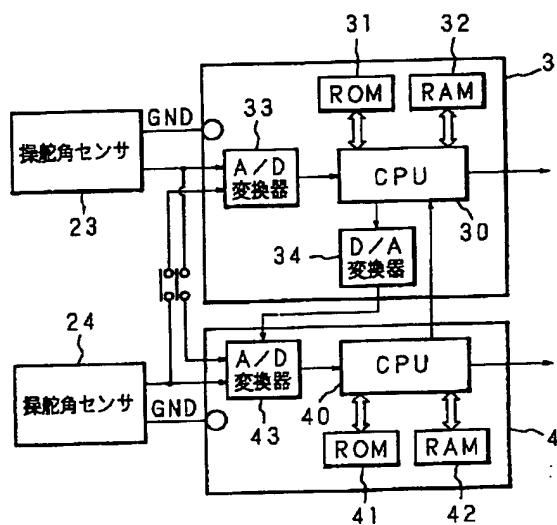 31
32
3
ROM
RAM
GND
33
操舵角センサ
A/D
変換器
CPU
23
30
34
D/A
変換器
24
操舵角センサ
GND
A/D
変換器
CPU
43
40
ROM
RAM
4
41
42